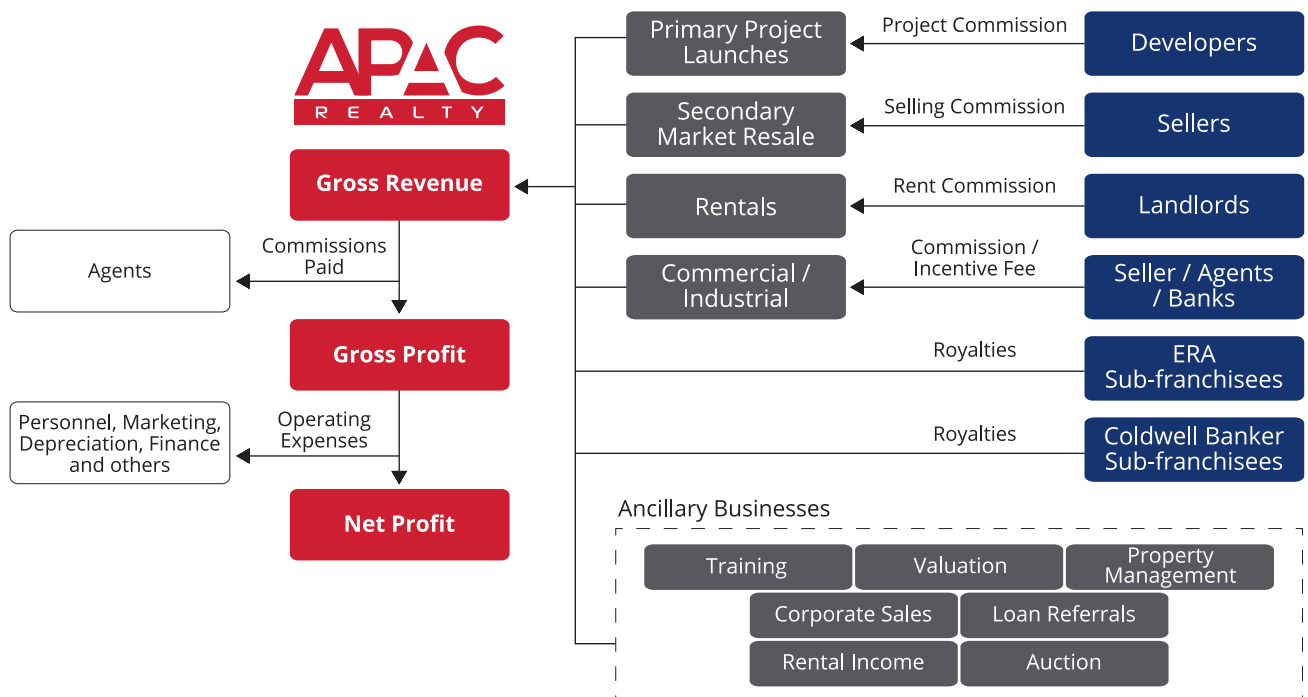 APAC
REALTY
Gross Revenue
Commissions
Paid
Agents
Gross Profit
Operating
Expenses
Personnel, Marketing,
Depreciation, Finance
and others
Net Profit
Primary Project
Launches
Project Commission
Developers
Secondary
Market Resale
Selling Commission
Sellers
Rentals
Rent Commission
Landlords
Commercial /
Industrial
Commission /
Incentive Fee
Seller / Agents
/ Banks
Royalties
ERA
Sub-franchisees
Royalties
Coldwell Banker
Sub-franchisees
Ancillary Businesses
Training
Valuation
Property
Management
Corporate Sales
Loan Referrals
Rental Income
Auction